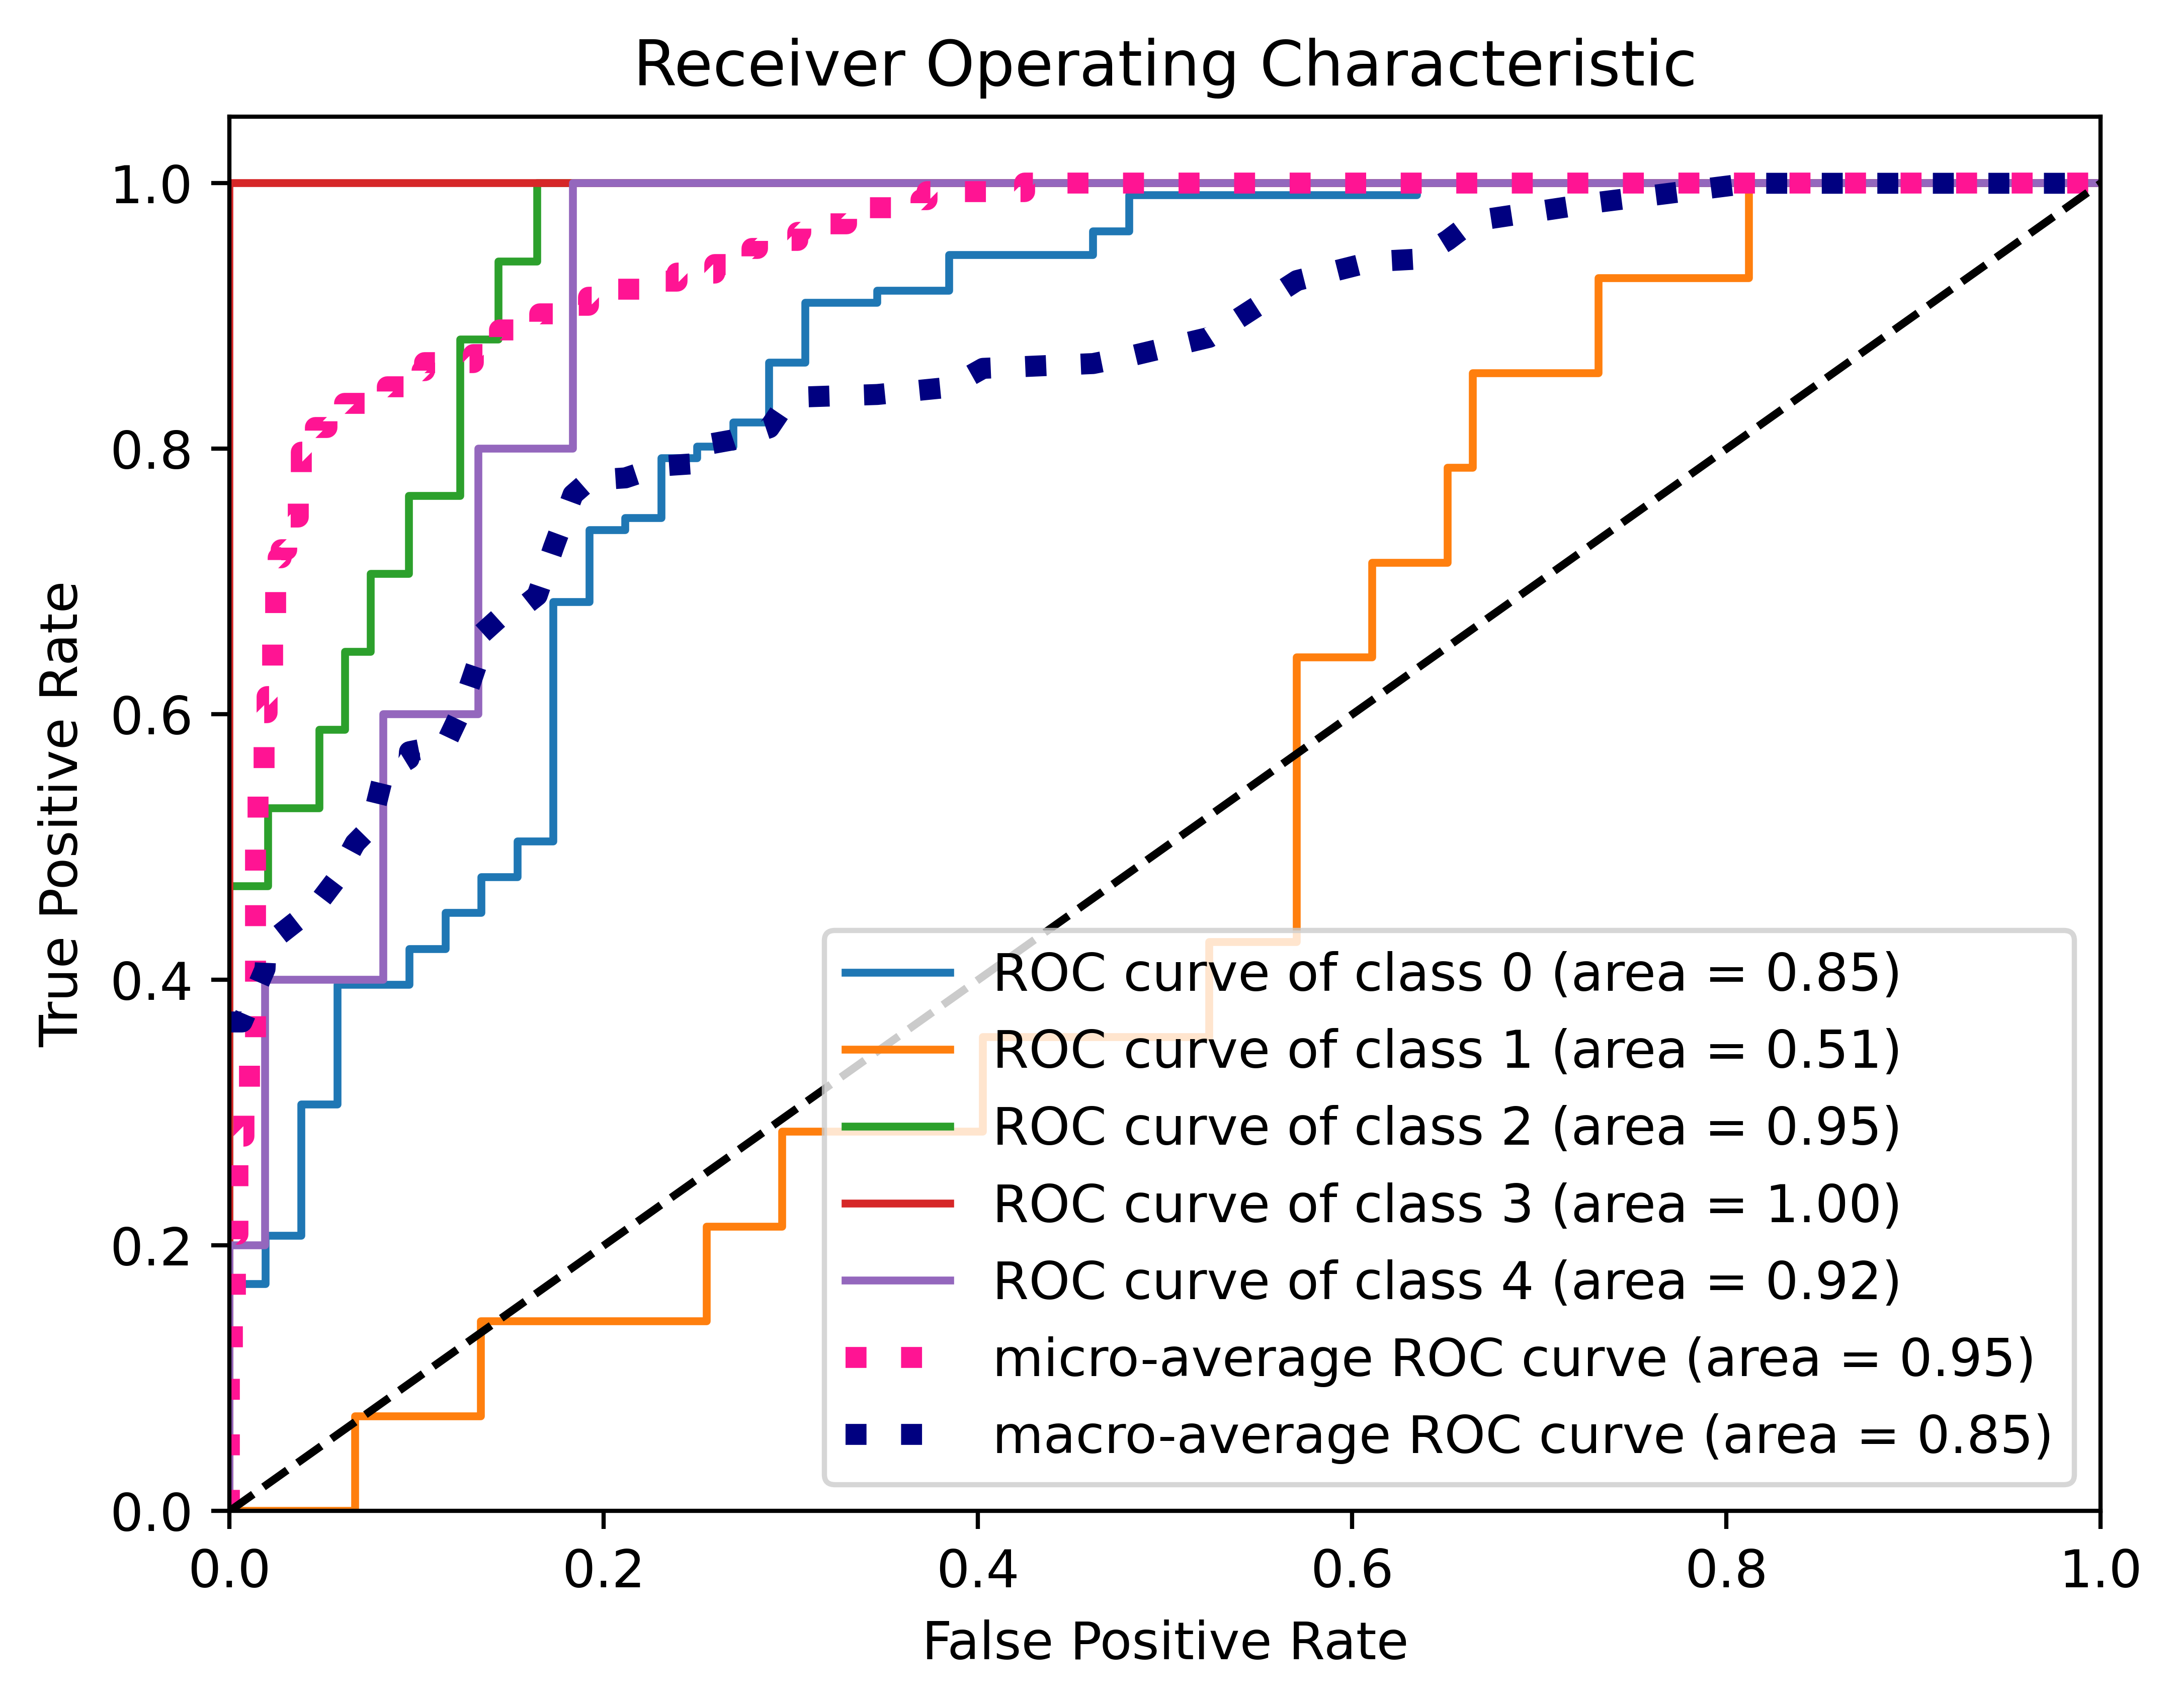 Receiver Operating Characteristic
True Positive Rate
1.0
0.8
0.6
0.4
0.2
0.0
ROC curve of class 0 (area = 0.85)
ROC curve of class 1 (area = 0.51)
ROC curve of class 2 (area = 0.95)
ROC curve of class 3 (area = 1.00)
ROC curve of class 4 (area = 0.92)
micro-average ROC curve (area = 0.95)
macro-average ROC curve (area = 0.85)
0.0 0.2 0.4 0.6 0.8 1.0
False Positive Rate